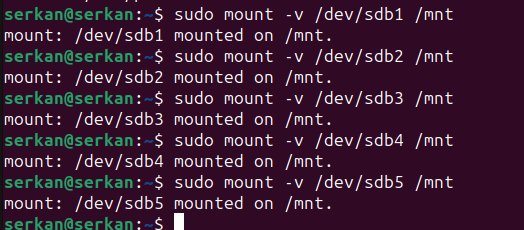 serkan@serkan:~$ sudo mount -v /dev/sdb1 /mnt
mount: /dev/sdb1 mounted on /mnt.
serkan@serkan:~$ sudo mount -v /dev/sdb2 /mnt
mount: /dev/sdb2 mounted on /mnt.
serkan@serkan:~$ sudo mount -v /dev/sdb3 /mnt
mount: /dev/sdb3 mounted on /mnt.
serkan@serkan:~$ sudo mount -v /dev/sdb4 /mnt
mount: /dev/sdb4 mounted on /mnt.
serkan@serkan:~$ sudo mount -v /dev/sdb5 /mnt
mount: /dev/sdb5 mounted on /mnt.
serkan@serkan:~$